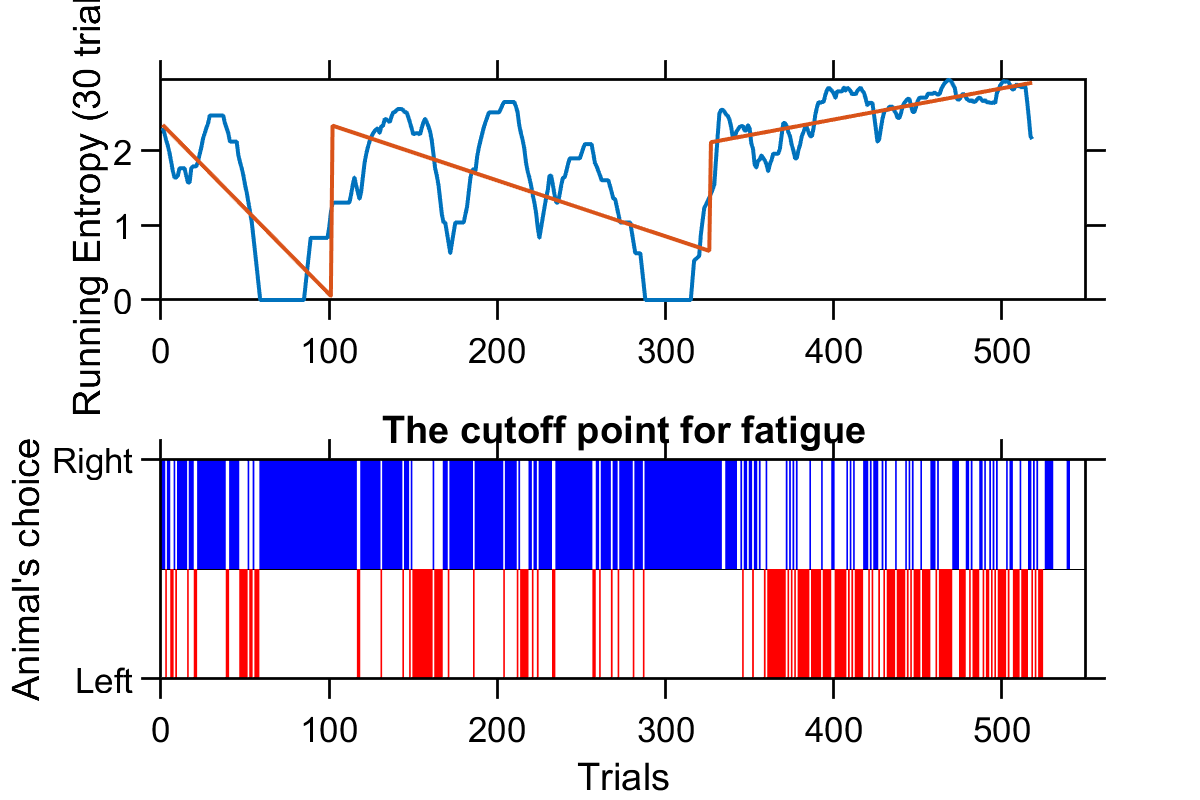 Running Entropy (30 trial
2
1
0
0 100 200 300 400 500
The cutoff point for fatigue
Animal's choice
Right
Left
0 100 200 300 400 500
Trials